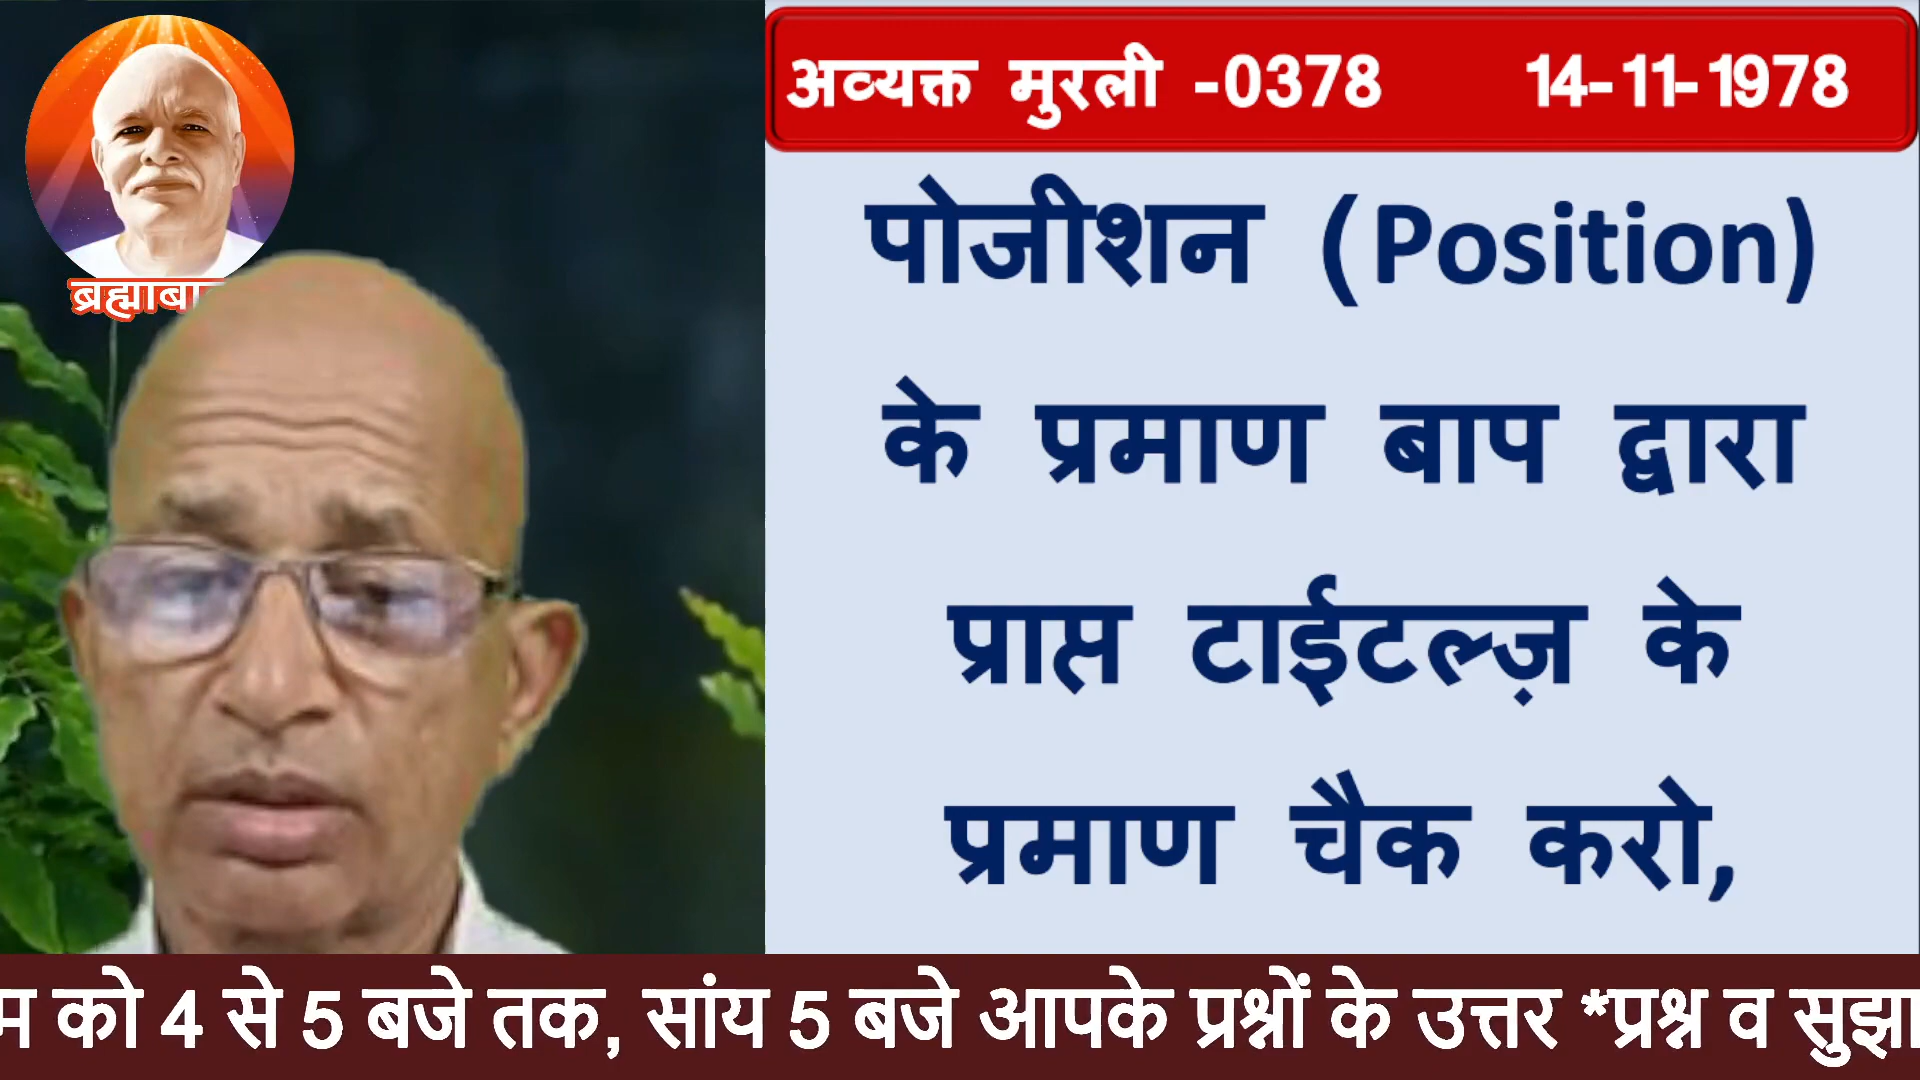 अव्यक्त मुरली -0378 14-11-1978
पोजीशन (Position)
के प्रमाण बाप द्वारा
प्राप्त टाईटल्ज़ के
प्रमाण चैक करो,
को 4 से 5 बजे तक, सांय 5 बजे आपके प्रश्नों के उत्तर *प्रश्न व